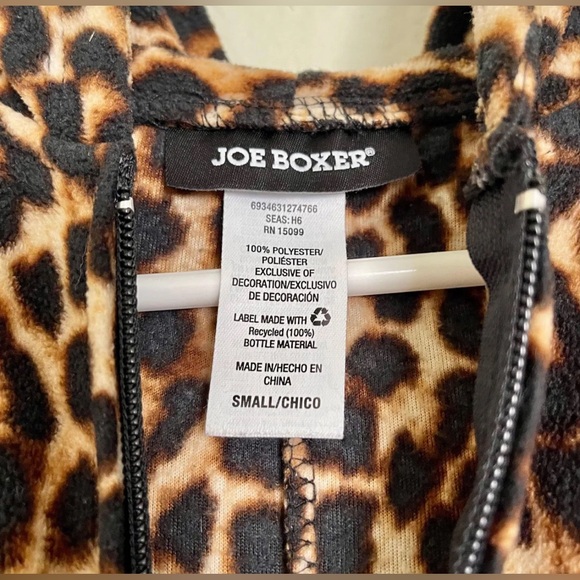 JOE BOXER®
6934631274766
SEAS: H6
RN 15099
100% POLYESTER/
POLIÉSTER
EXCLUSIVE OF
DECORATION/EXCLUSIVO
DE DECORACIÓN
LABEL MADE WITH
Recycled (100%)
BOTTLE MATERIAL
MADE IN/HECHO EN
CHINA
SMALL/CHICO